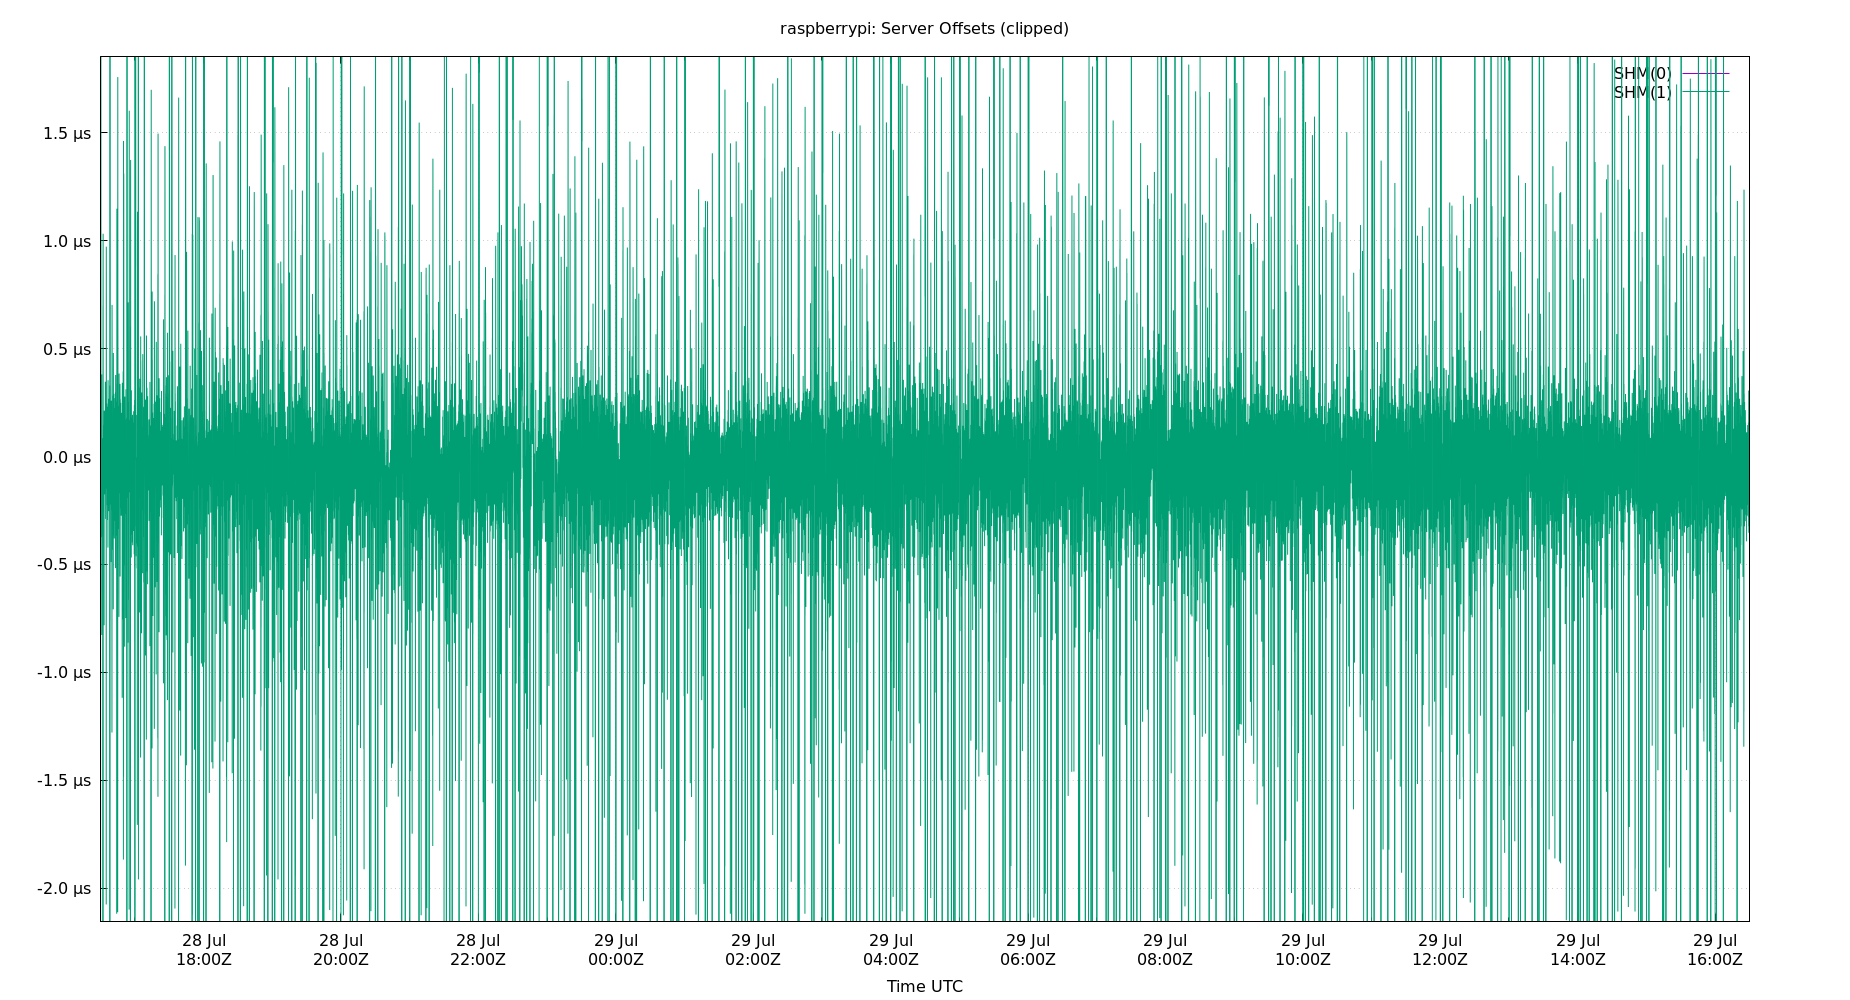 raspberrypi: Server Offsets (clipped)
SHM(0)
SHM(1)
1.5 μs
1.0 μs
0.5 μs
0.0 μs
-0.5 μs
-1.0 μs
-1.5 μs
-2.0 μs
28 Jul 28 Jul 28 Jul 29 Jul 29 Jul 29 Jul 29 Jul 29 Jul 29 Jul 29 Jul 29 Jul 29 Jul
18:00Z 20:00Z 22:00Z 00:00Z 02:00Z 04:00Z 06:00Z 08:00Z 10:00Z 12:00Z 14:00Z 16:00Z
Time UTC